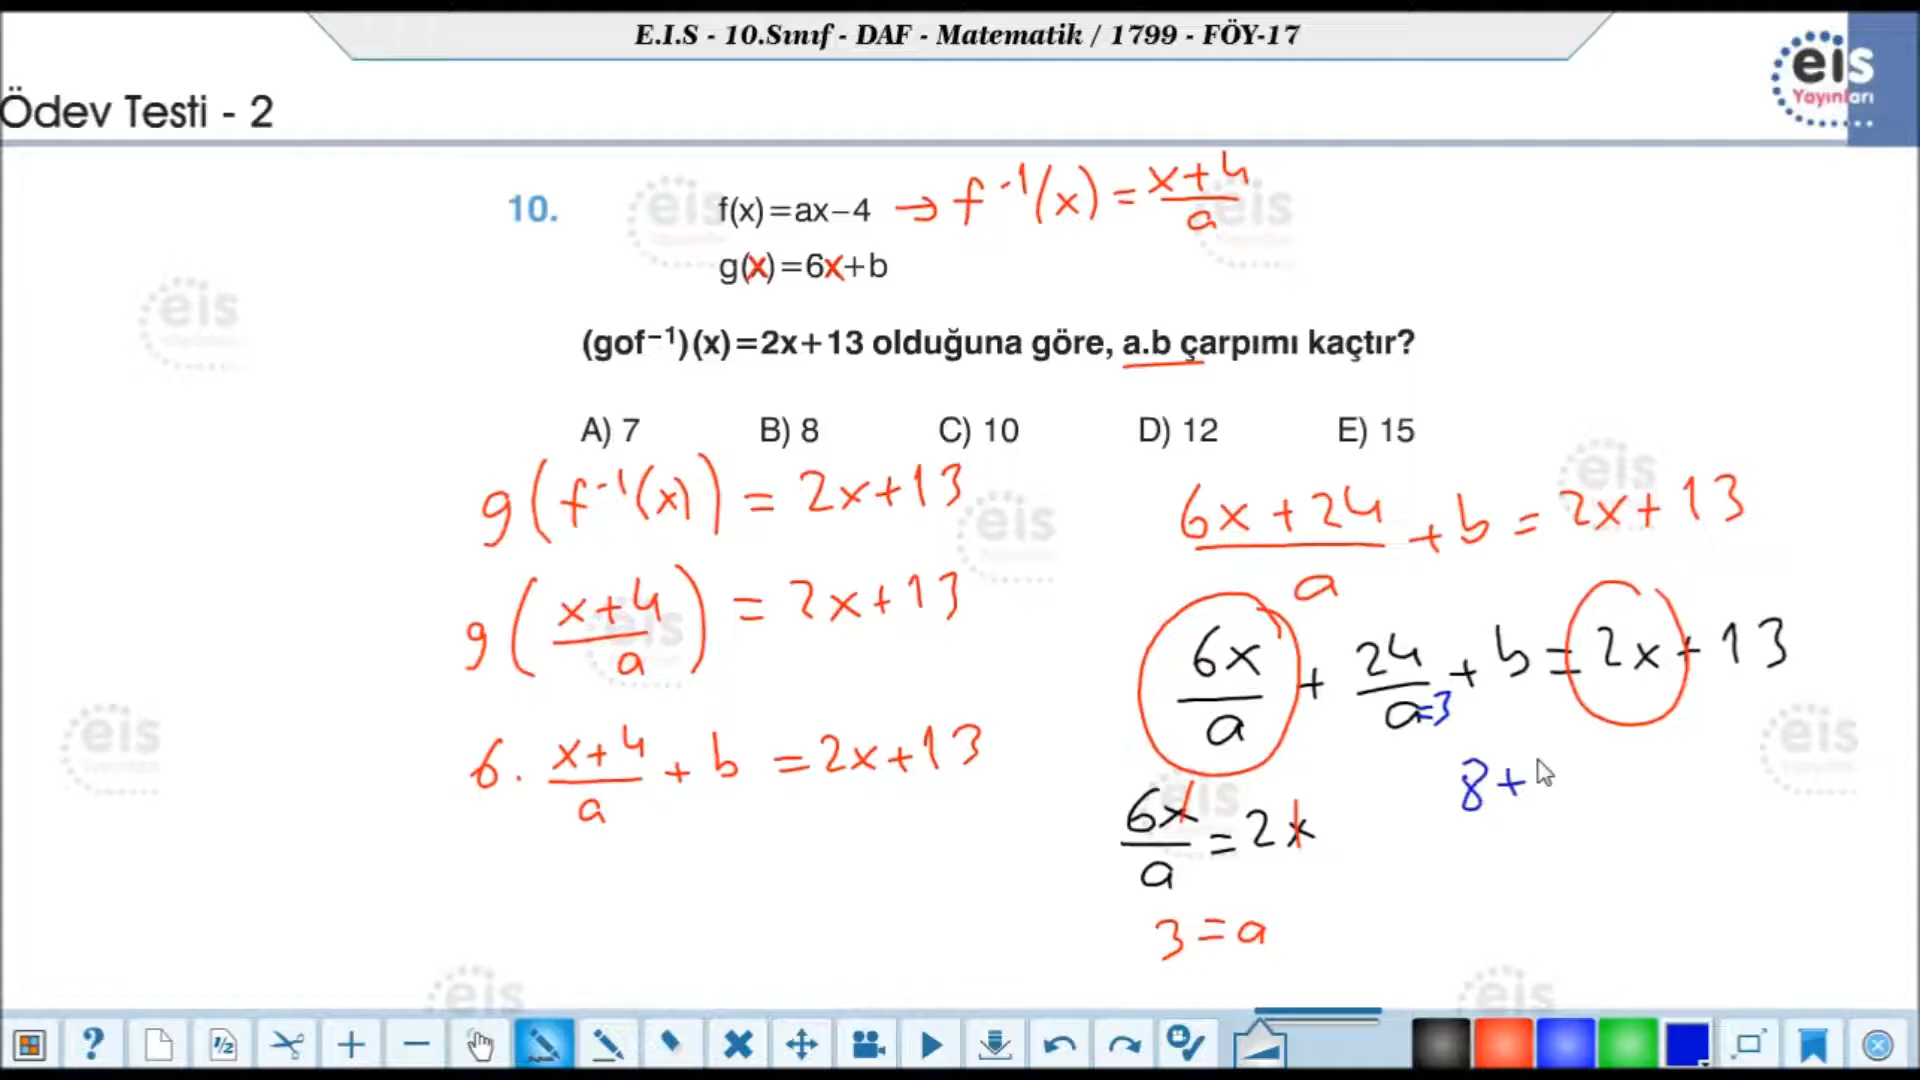 E.I.S - 10.Sınıf - DAF - Matematik / 1799 - FÖY-17
eis
Yayınları
Ödev Testi - 2
10.
f(x)=ax−4 → f⁻¹(x) = (x+4)/a
g(x)=6x+b
(gof⁻¹)(x)=2x+13 olduğuna göre, a.b çarpımı kaçtır?
A) 7 B) 8 C) 10 D) 12 E) 15
g(f⁻¹(x)) = 2x+13
g((x+4)/a) = 2x+13
6. (x+4)/a + b = 2x+13
(6x+24)/a + b = 2x+13
6x/a + 24/a=3 + b = 2x+13
8+
6x/a = 2x
3 = a